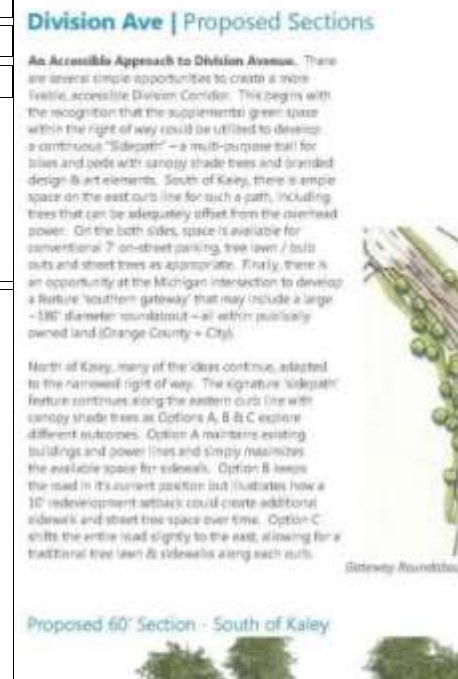 Division Ave | Proposed Sections
An Accessible Approach to Division Avenue. There
are several simple opportunities to create a more
livable, accessible Division Corridor. This begins with
the recognition that the supplemental green space
within the right of way could be utilized to develop
a continuous "Sidepath" – a multi-purpose trail for
bikes and peds with canopy shade trees and branded
design & art elements. South of Kaley, there is ample
space on the east curb line for such a path, including
trees that can be adequately offset from the overhead
power. On the both sides, space is available for
conventional 7' on-street parking, tree lawn / bulb
outs and street trees as appropriate. Finally, there is
an opportunity at the Michigan intersection to develop
a feature 'southern gateway' that may include a large
~180' diameter roundabout – all within publically
owned land (Orange County + City).
North of Kaley, many of the ideas continue, adapted
to the narrowed right of way. The signature 'sidepath'
feature continues along the eastern curb line with
canopy shade trees as Options A, B & C explore
different outcomes. Option A maintains existing
buildings and power lines and simply maximizes
the available space for sidewalk. Option B keeps
the road in it's current position but illustrates how a
10' redevelopment setback could create additional
sidewalk and street tree space over time. Option C
shifts the entire road slightly to the east, allowing for a
traditional tree lawn & sidewalks along each curb.
Gateway Roundabou
Proposed 60' Section - South of Kaley